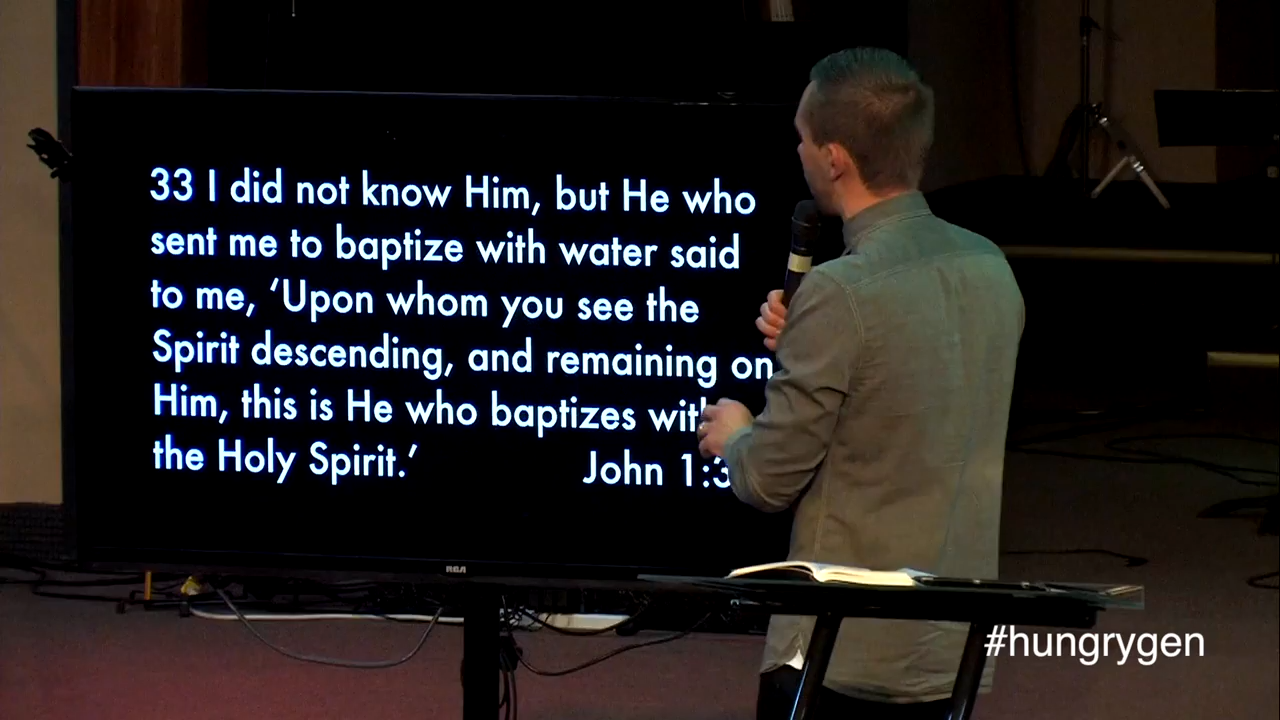 33 I did not know Him, but He who
sent me to baptize with water said
to me, ‘Upon whom you see the
Spirit descending, and remaining on
Him, this is He who baptizes with
the Holy Spirit.’ John 1:3
RCA
#hungrygen